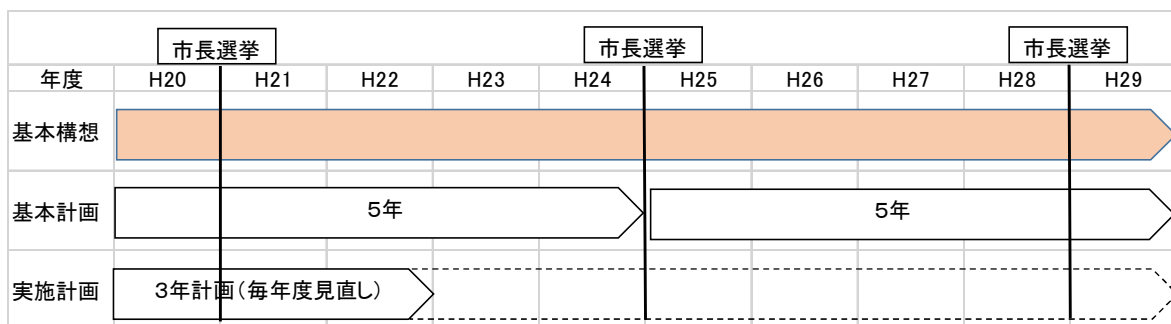 市長選挙 市長選挙 市長選挙
年度 H20 H21 H22 H23 H24 H25 H26 H27 H28 H29
基本構想
基本計画 5年 5年
実施計画 3年計画(毎年度見直し)